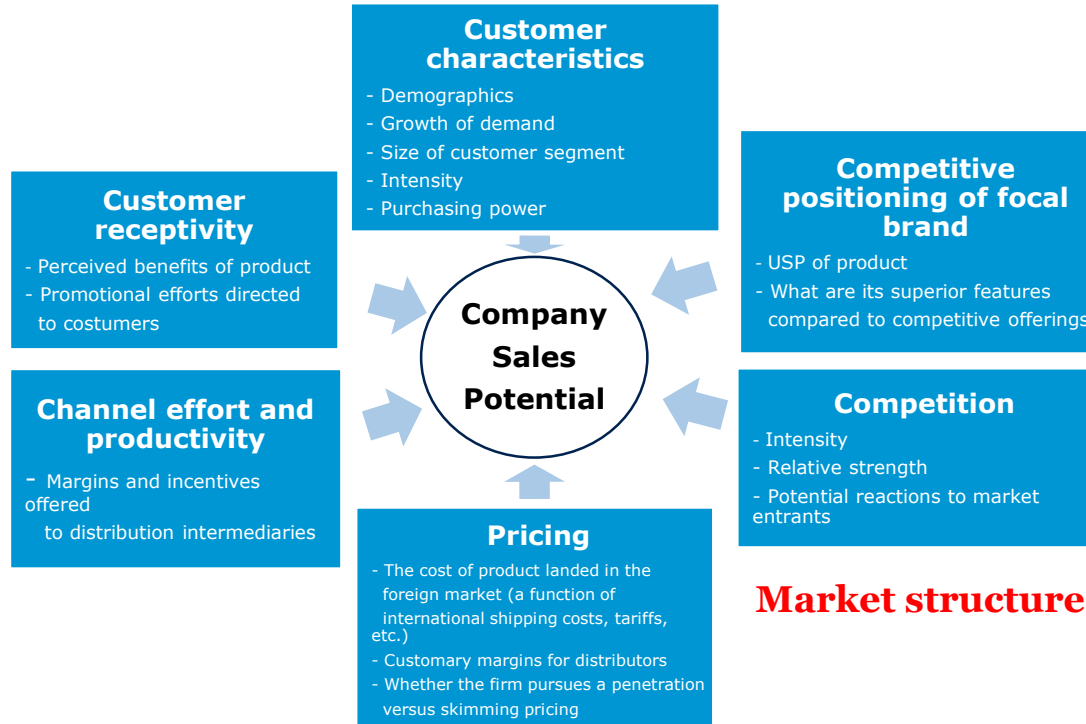 Customer
characteristics
- Demographics
- Growth of demand
- Size of customer segment
- Intensity
- Purchasing power
Customer
receptivity
- Perceived benefits of product
- Promotional efforts directed
to costumers
Competitive
positioning of focal
brand
- USP of product
- What are its superior features
compared to competitive offerings
Company
Sales
Potential
Channel effort and
productivity
- Margins and incentives
offered
to distribution intermediaries
Competition
- Intensity
- Relative strength
- Potential reactions to market
entrants
Pricing
- The cost of product landed in the
foreign market (a function of
international shipping costs, tariffs,
etc.)
- Customary margins for distributors
- Whether the firm pursues a penetration
versus skimming pricing
Market structure